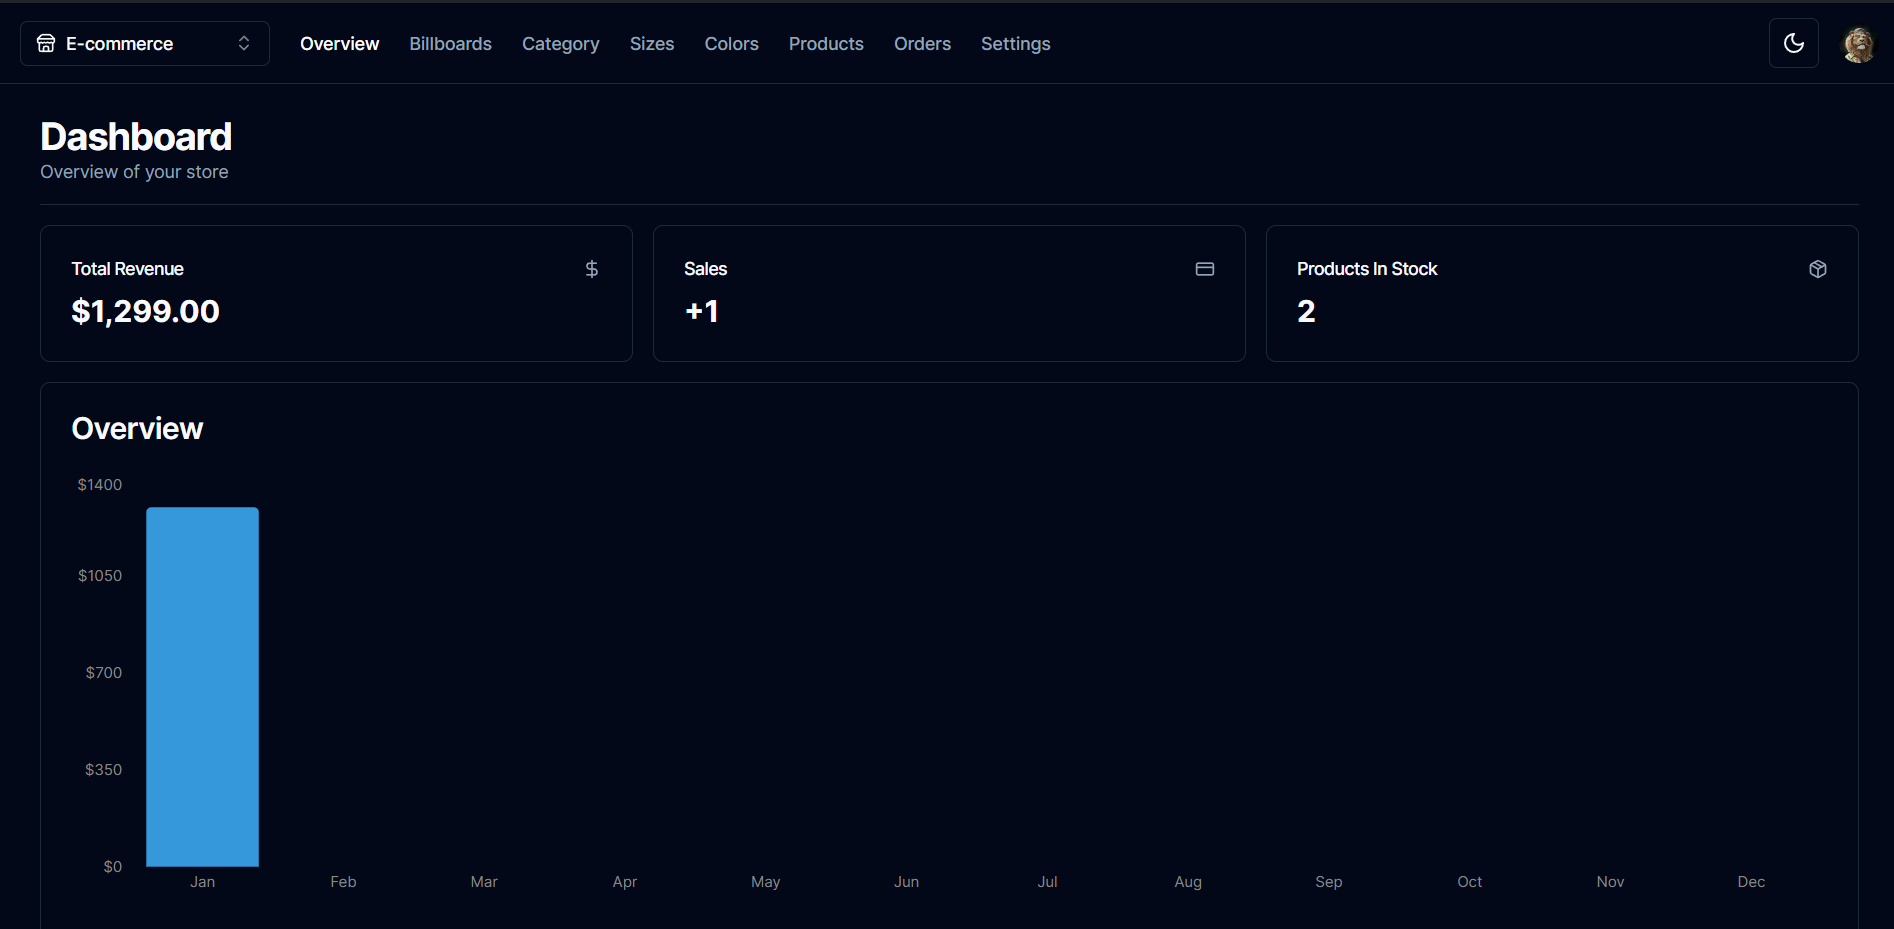 E-commerce Overview Billboards Category Sizes Colors Products Orders Settings
Dashboard
Overview of your store
Total Revenue
$1,299.00
Sales
+1
Products In Stock
2
Overview
$1400
$1050
$700
$350
$0
Jan Feb Mar Apr May Jun Jul Aug Sep Oct Nov Dec